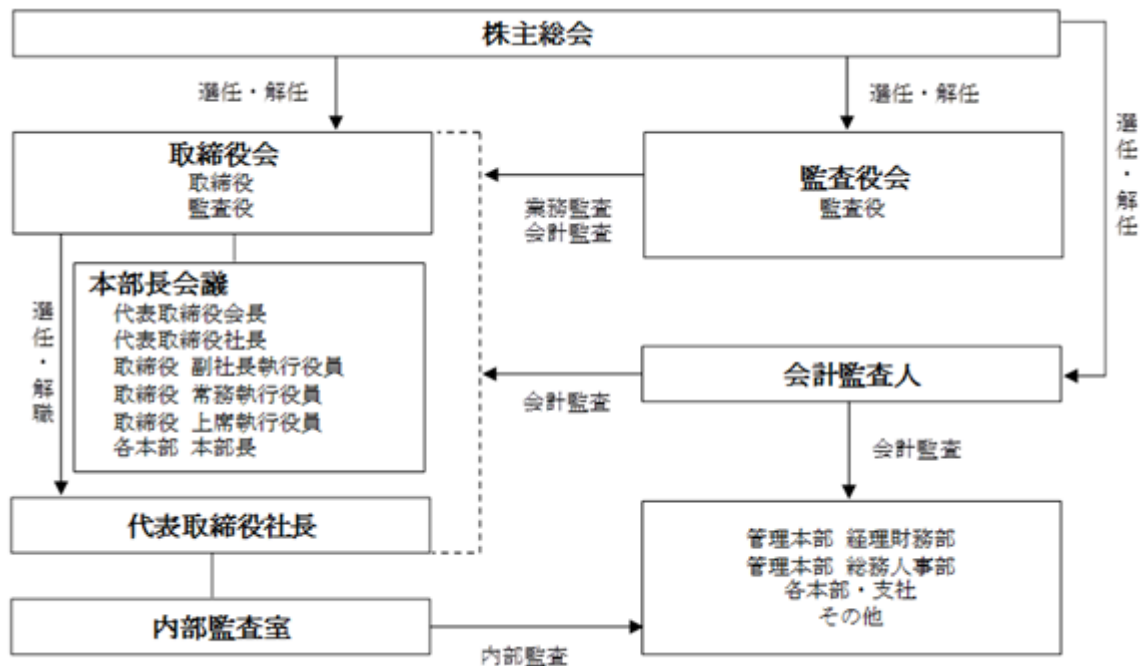 株主総会
選任・解任
選任・解任
選任・解任
取締役会
取締役
監査役
監査役会
監査役
業務監査
会計監査
本部長会議
代表取締役会長
代表取締役社長
取締役 副社長執行役員
取締役 常務執行役員
取締役 上席執行役員
各本部 本部長
選任・解職
会計監査人
会計監査
会計監査
代表取締役社長
管理本部 経理財務部
管理本部 総務人事部
各本部・支社
その他
内部監査室
内部監査